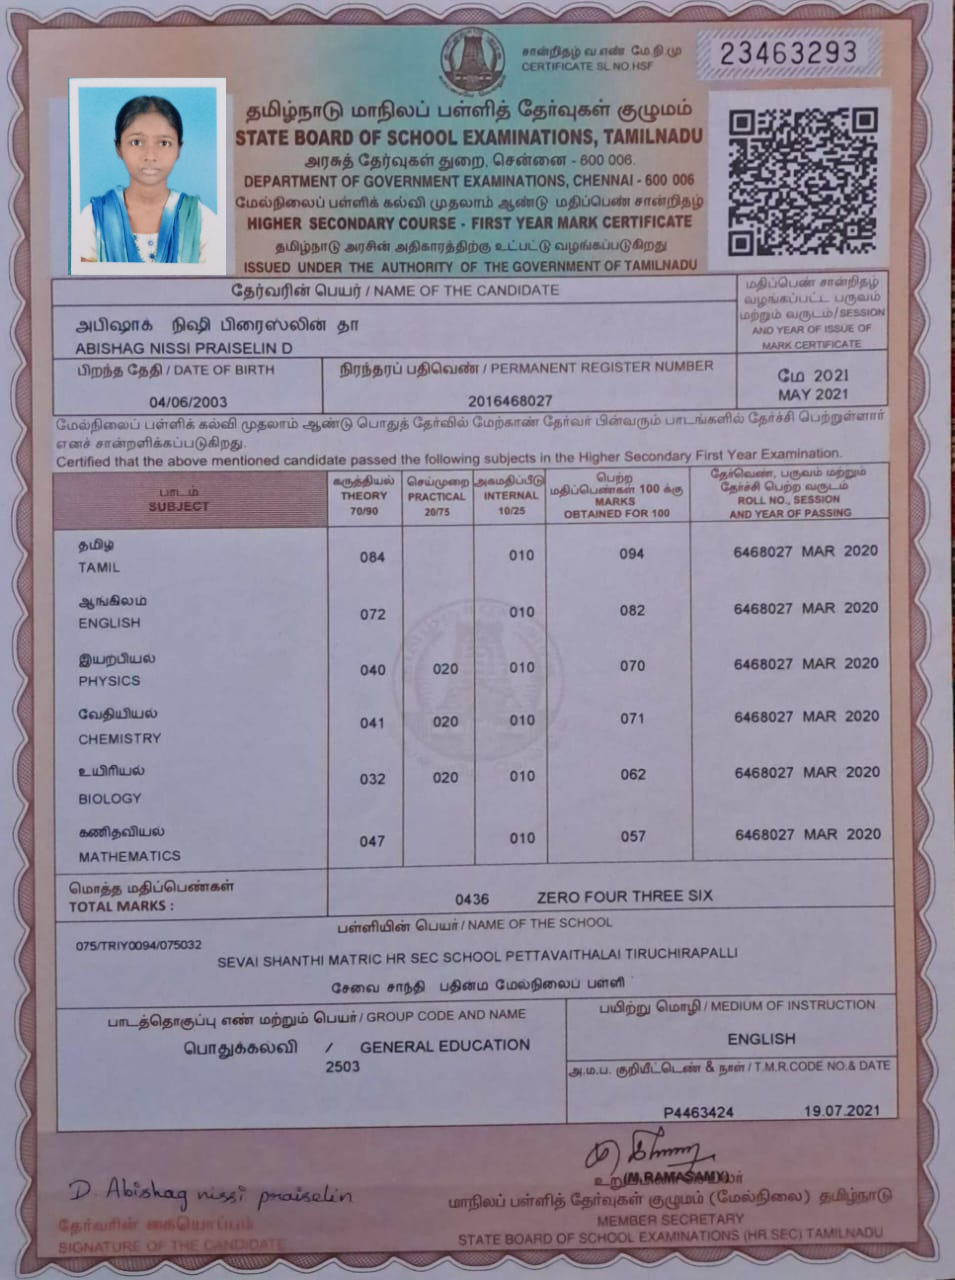 சான்றிதழ் வ.எண் மே.நி.மு
CERTIFICATE SL.NO.HSF
23463293
தமிழ்நாடு மாநிலப் பள்ளித் தேர்வுகள் குழுமம்
STATE BOARD OF SCHOOL EXAMINATIONS, TAMILNADU
அரசுத் தேர்வுகள் துறை, சென்னை - 600 006.
DEPARTMENT OF GOVERNMENT EXAMINATIONS, CHENNAI - 600 006
மேல்நிலைப் பள்ளிக் கல்வி முதலாம் ஆண்டு மதிப்பெண் சான்றிதழ்
HIGHER SECONDARY COURSE - FIRST YEAR MARK CERTIFICATE
தமிழ்நாடு அரசின் அதிகாரத்திற்கு உட்பட்டு வழங்கப்படுகிறது
ISSUED UNDER THE AUTHORITY OF THE GOVERNMENT OF TAMILNADU
தேர்வரின் பெயர் / NAME OF THE CANDIDATE
அபிஷாக் நிஷி பிரைஸ்லின் தா
ABISHAG NISSI PRAISELIN D
மதிப்பெண் சான்றிதழ்
வழங்கப்பட்ட பருவம்
மற்றும் வருடம்/SESSION
AND YEAR OF ISSUE OF
MARK CERTIFICATE
பிறந்த தேதி / DATE OF BIRTH
04/06/2003
நிரந்தரப் பதிவெண் / PERMANENT REGISTER NUMBER
2016468027
மே 2021
MAY 2021
மேல்நிலைப் பள்ளிக் கல்வி முதலாம் ஆண்டு பொதுத் தேர்வில் மேற்காண் தேர்வர் பின்வரும் பாடங்களில் தேர்ச்சி பெற்றுள்ளார்
எனச் சான்றளிக்கப்படுகிறது.
Certified that the above mentioned candidate passed the following subjects in the Higher Secondary First Year Examination.
பாடம்
SUBJECT
கருத்தியல்
THEORY
70/90
செய்முறை
PRACTICAL
20/75
அகமதிப்பீடு
INTERNAL
10/25
பெற்ற
மதிப்பெண்கள் 100 க்கு
MARKS
OBTAINED FOR 100
தேர்வெண், பருவம் மற்றும்
தேர்ச்சி பெற்ற வருடம்
ROLL NO., SESSION
AND YEAR OF PASSING
தமிழ்
TAMIL 084 010 094 6468027 MAR 2020
ஆங்கிலம்
ENGLISH 072 010 082 6468027 MAR 2020
இயற்பியல்
PHYSICS 040 020 010 070 6468027 MAR 2020
வேதியியல்
CHEMISTRY 041 020 010 071 6468027 MAR 2020
உயிரியல்
BIOLOGY 032 020 010 062 6468027 MAR 2020
கணிதவியல்
MATHEMATICS 047 010 057 6468027 MAR 2020
மொத்த மதிப்பெண்கள்
TOTAL MARKS : 0436 ZERO FOUR THREE SIX
பள்ளியின் பெயர் / NAME OF THE SCHOOL
075/TRIY0094/075032
SEVAI SHANTHI MATRIC HR SEC SCHOOL PETTAVAITHALAI TIRUCHIRAPALLI
சேவை சாந்தி பதின்ம மேல்நிலைப் பள்ளி
பாடத்தொகுப்பு எண் மற்றும் பெயர் / GROUP CODE AND NAME
பொதுக்கல்வி / GENERAL EDUCATION
2503
பயிற்று மொழி / MEDIUM OF INSTRUCTION
ENGLISH
அ.ம.ப. குறியீட்டெண் & நாள் / T.M.R.CODE NO.& DATE
P4463424 19.07.2021
D. Abishag nissi praiselin
தேர்வரின் கையொப்பம்
SIGNATURE OF THE CANDIDATE
(M.RAMASAMY)
மாநிலப் பள்ளித் தேர்வுகள் குழுமம் (மேல்நிலை) தமிழ்நாடு
MEMBER SECRETARY
STATE BOARD OF SCHOOL EXAMINATIONS (HR SEC) TAMILNADU